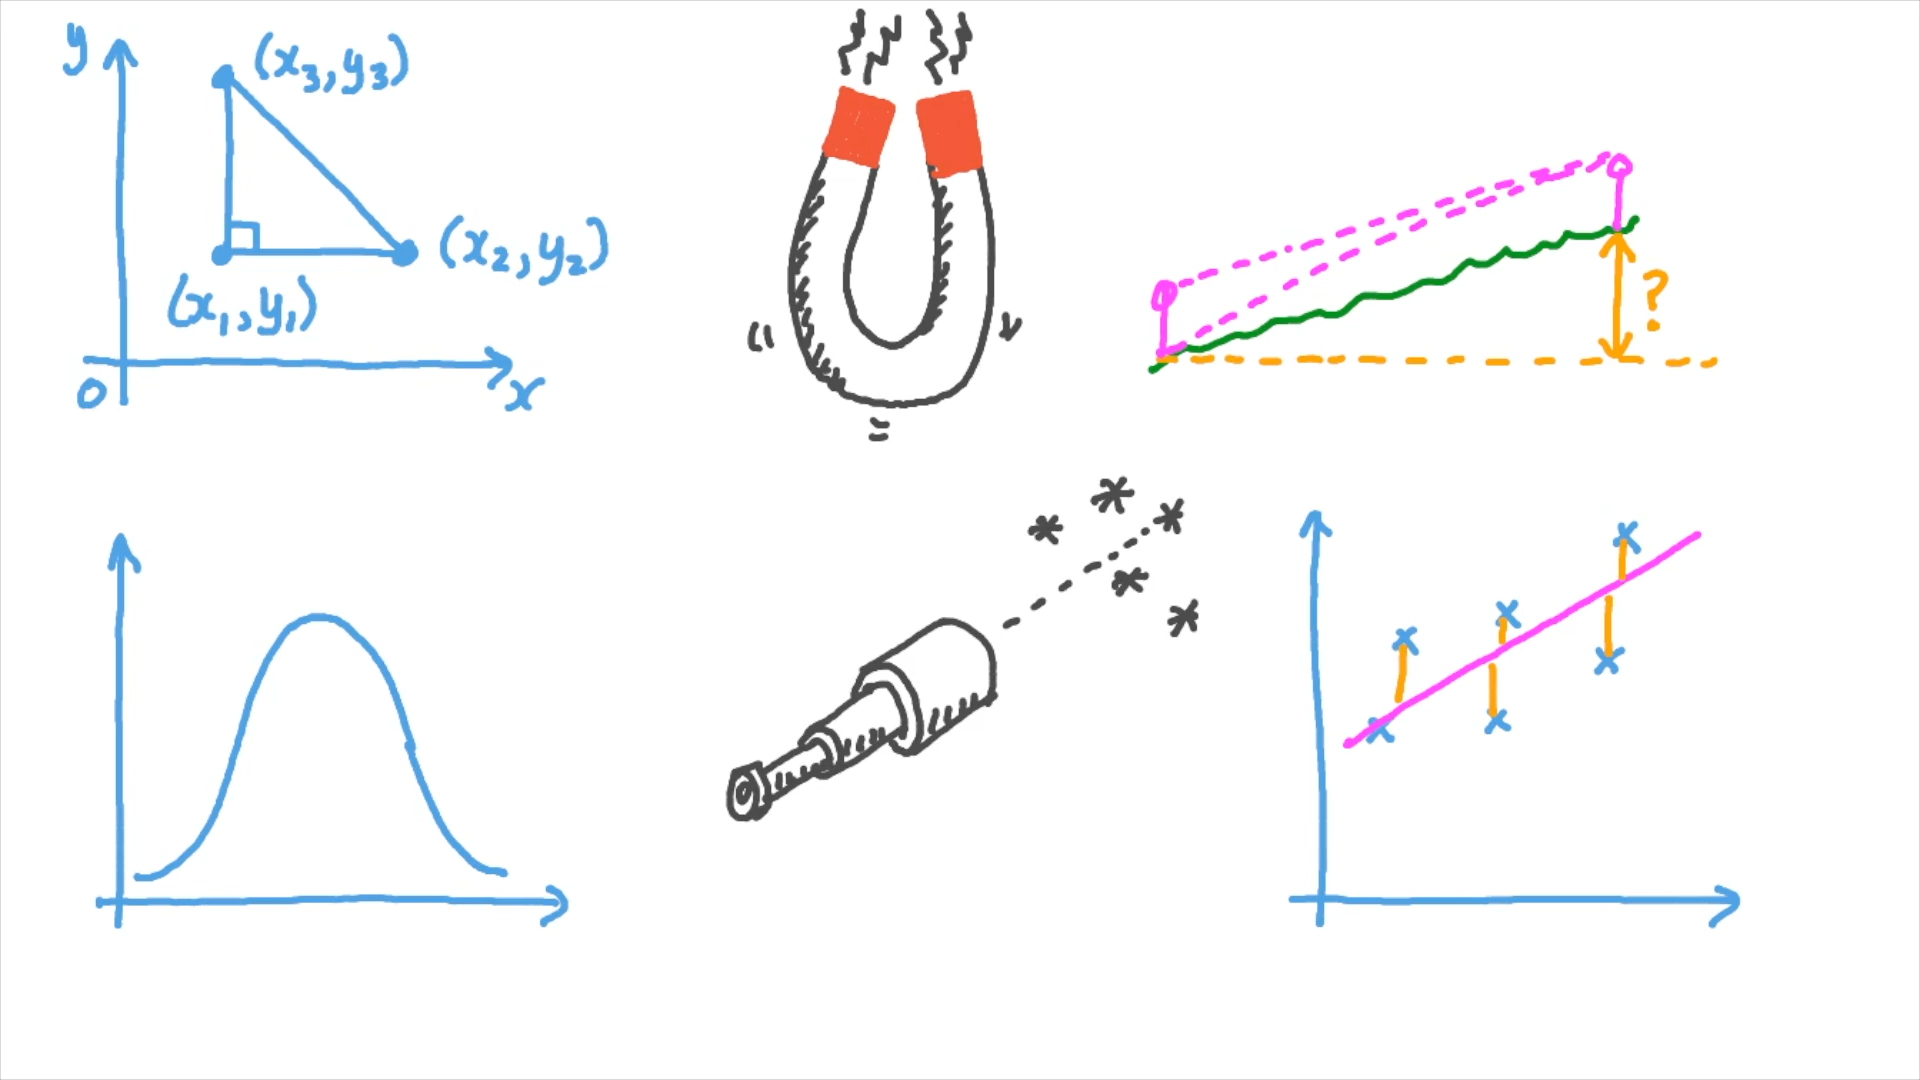 y
(x₃,y₃)
(x₂,y₂)
(x₁,y₁)
0
x
?